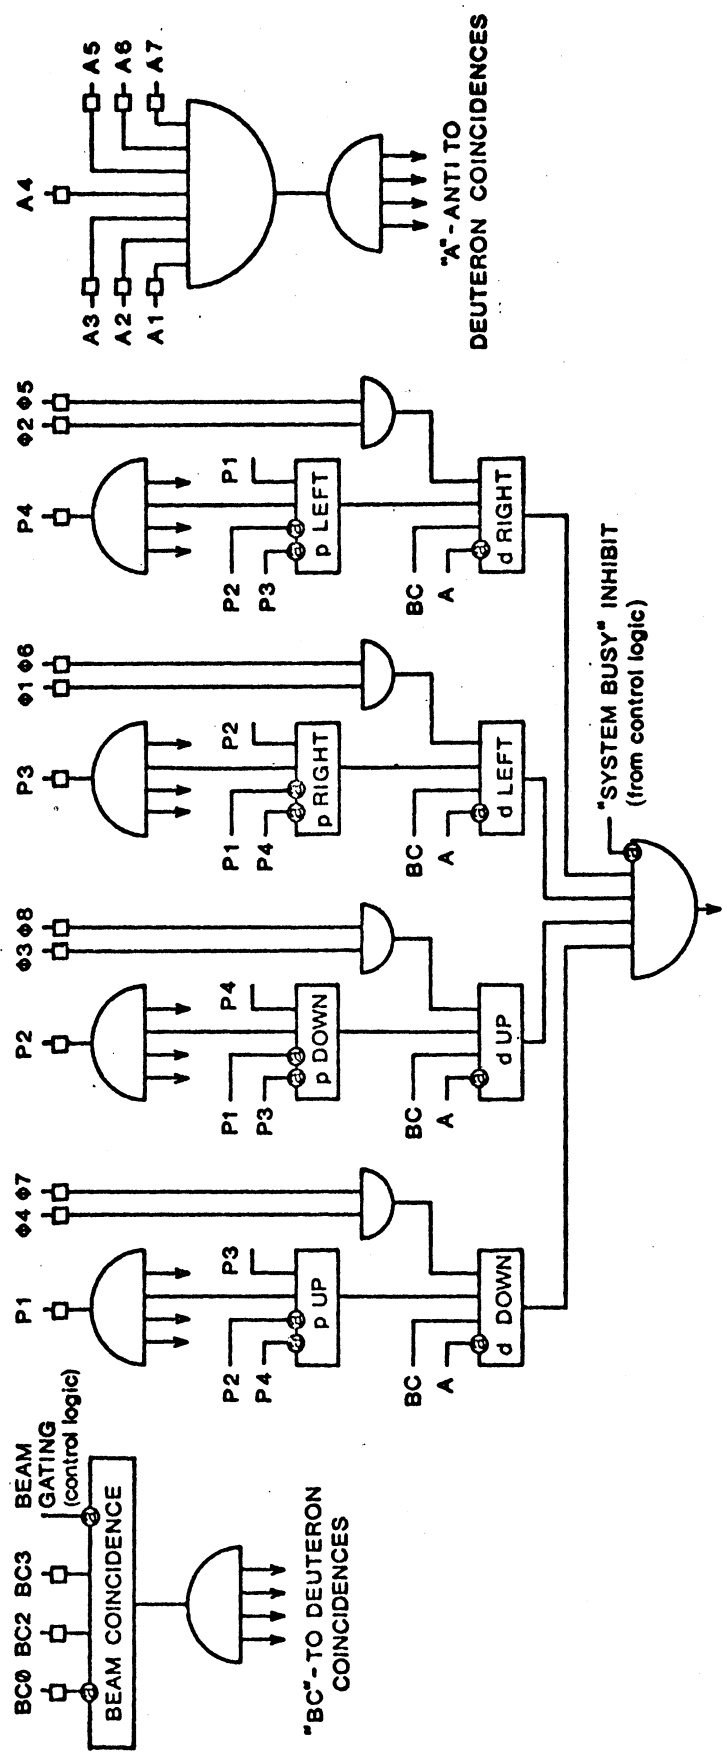 BC0 BC2 BC3
BEAM
GATING
(control logic)
a
a
BEAM COINCIDENCE
"BC"-TO DEUTERON
COINCIDENCES
P1
Φ4 Φ7
P2
P4
P3
a
a
p UP
BC
A
a
d DOWN
P2
Φ3 Φ8
P1
P3
P4
a
a
p DOWN
BC
A
a
d UP
P3
Φ1 Φ6
P1
P4
P2
a
a
p RIGHT
BC
A
a
d LEFT
P4
Φ2 Φ5
P2
P3
P1
a
a
p LEFT
BC
A
a
d RIGHT
a
"SYSTEM BUSY" INHIBIT
(from control logic)
A4
A3
A2
A1
A5
A6
A7
"A"-ANTI TO
DEUTERON COINCIDENCES